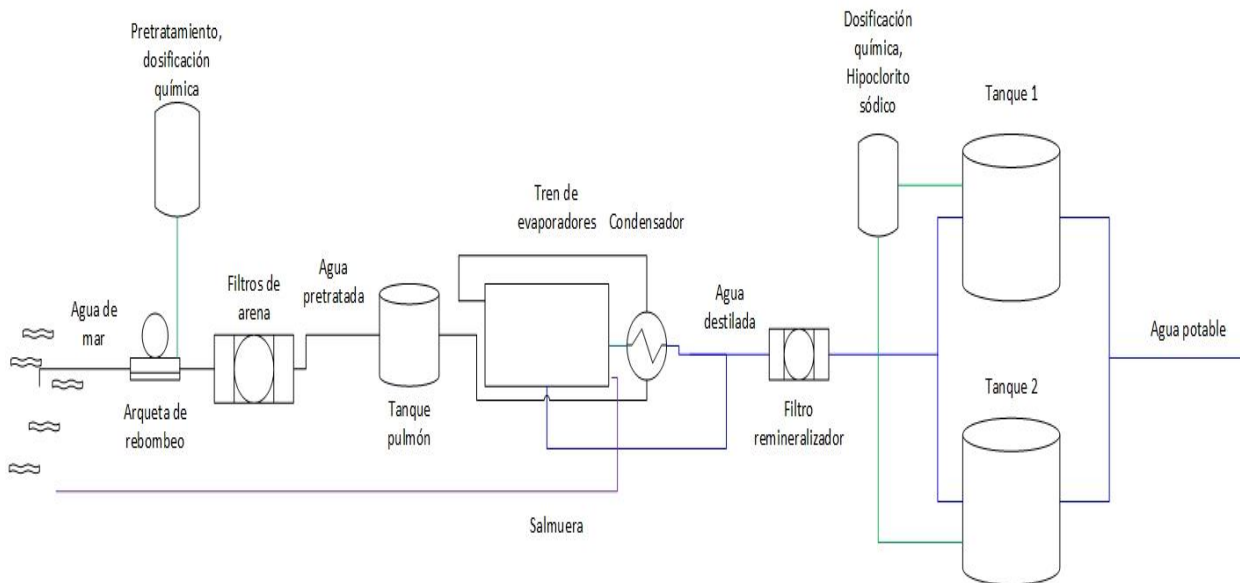 Pretratamiento,
dosificación
química
Dosificación
química,
Hipoclorito
sódico
Tanque 1
Tren de
evaporadores
Condensador
Agua
pretratada
Filtros de
arena
Agua de
mar
Agua
destilada
Agua potable
Tanque 2
Arqueta de
rebombeo
Tanque
pulmón
Filtro
remineralizador
Salmuera